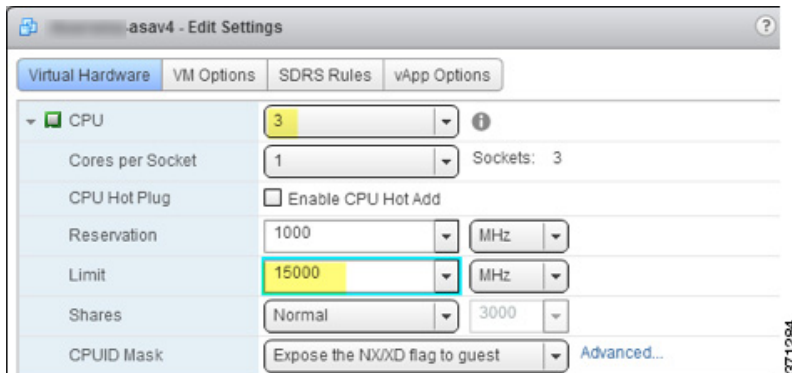 -asav4 - Edit Settings ?
Virtual Hardware VM Options SDRS Rules vApp Options
CPU 3
Cores per Socket 1 Sockets: 3
CPU Hot Plug Enable CPU Hot Add
Reservation 1000 MHz
Limit 15000 MHz
Shares Normal 3000
CPUID Mask Expose the NX/XD flag to guest Advanced...
371284